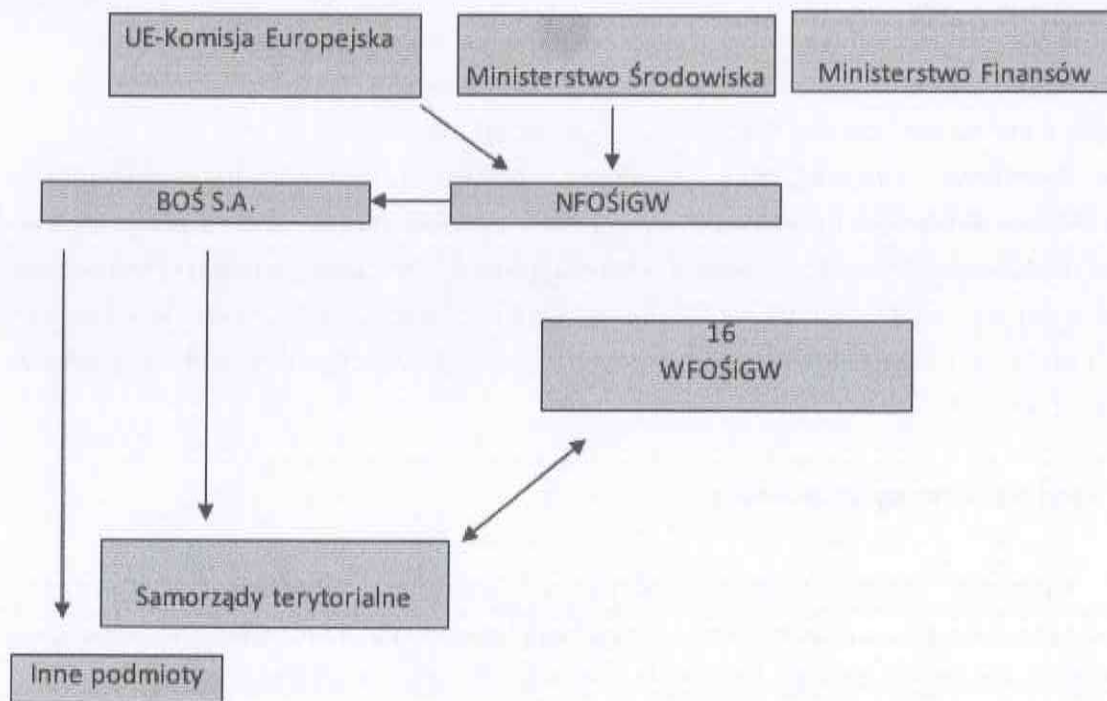 UE-Komisja Europejska
Ministerstwo Środowiska
Ministerstwo Finansów
BOŚ S.A.
NFOŚiGW
16
WFOŚiGW
Samorządy terytorialne
Inne podmioty